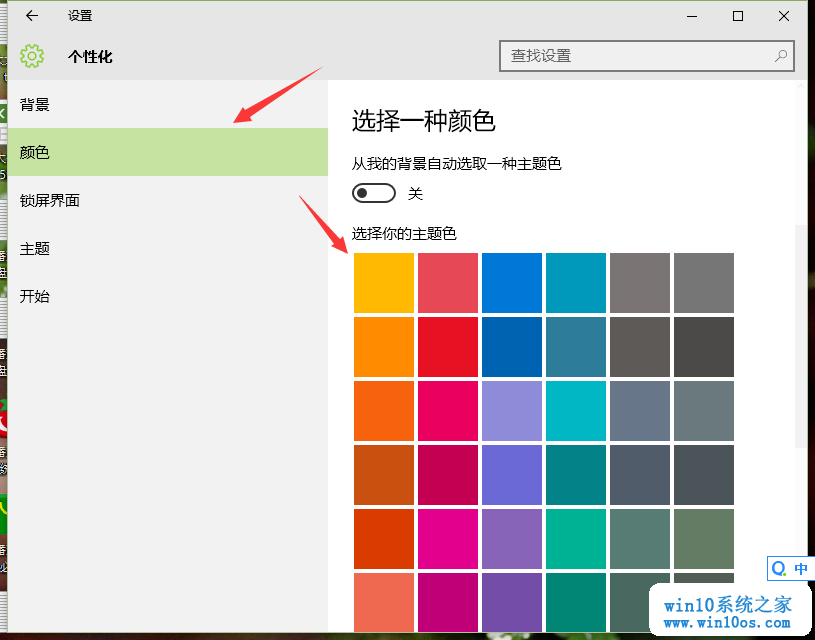 设置
个性化
查找设置
背景
颜色
锁屏界面
主题
开始
选择一种颜色
从我的背景自动选取一种主题色
关
选择你的主题色
中
win10系统之家
www.win10os.com